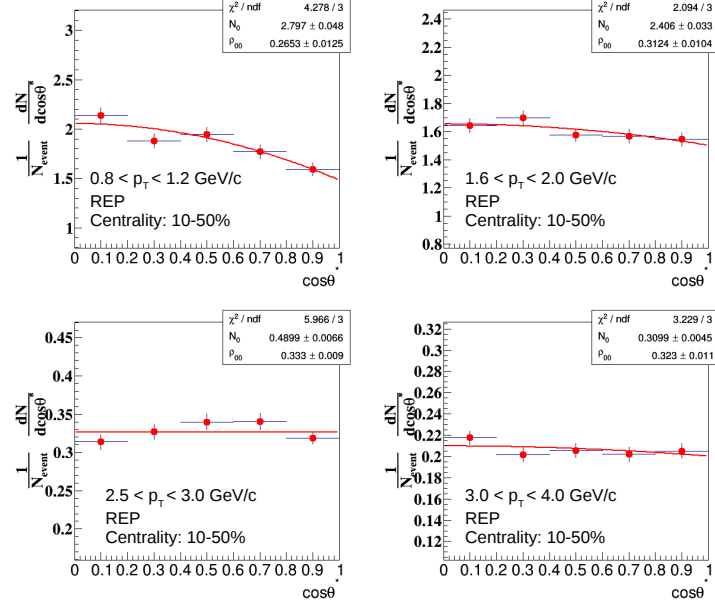 χ² / ndf 4.278 / 3
N₀ 2.797 ± 0.048
ρ₀₀ 0.2653 ± 0.0125
3
2.5
2
1.5
1
1/N_event dN/dcosθ*
0.8 < p_T < 1.2 GeV/c
REP
Centrality: 10-50%
0 0.1 0.2 0.3 0.4 0.5 0.6 0.7 0.8 0.9 1
cosθ*
χ² / ndf 2.094 / 3
N₀ 2.406 ± 0.033
ρ₀₀ 0.3124 ± 0.0104
2.4
2.2
2
1.8
1.6
1.4
1.2
1
0.8
1/N_event dN/dcosθ*
1.6 < p_T < 2.0 GeV/c
REP
Centrality: 10-50%
0 0.1 0.2 0.3 0.4 0.5 0.6 0.7 0.8 0.9 1
cosθ*
χ² / ndf 5.966 / 3
N₀ 0.4899 ± 0.0066
ρ₀₀ 0.333 ± 0.009
0.45
0.4
0.35
0.3
0.25
0.2
1/N_event dN/dcosθ*
2.5 < p_T < 3.0 GeV/c
REP
Centrality: 10-50%
0.1 0.2 0.3 0.4 0.5 0.6 0.7 0.8 0.9 1
cosθ*
χ² / ndf 3.229 / 3
N₀ 0.3099 ± 0.0045
ρ₀₀ 0.323 ± 0.011
0.32
0.3
0.28
0.26
0.24
0.22
0.2
0.18
0.16
0.14
0.12
1/N_event dN/dcosθ*
3.0 < p_T < 4.0 GeV/c
REP
Centrality: 10-50%
0.1 0.2 0.3 0.4 0.5 0.6 0.7 0.8 0.9 1
cosθ*